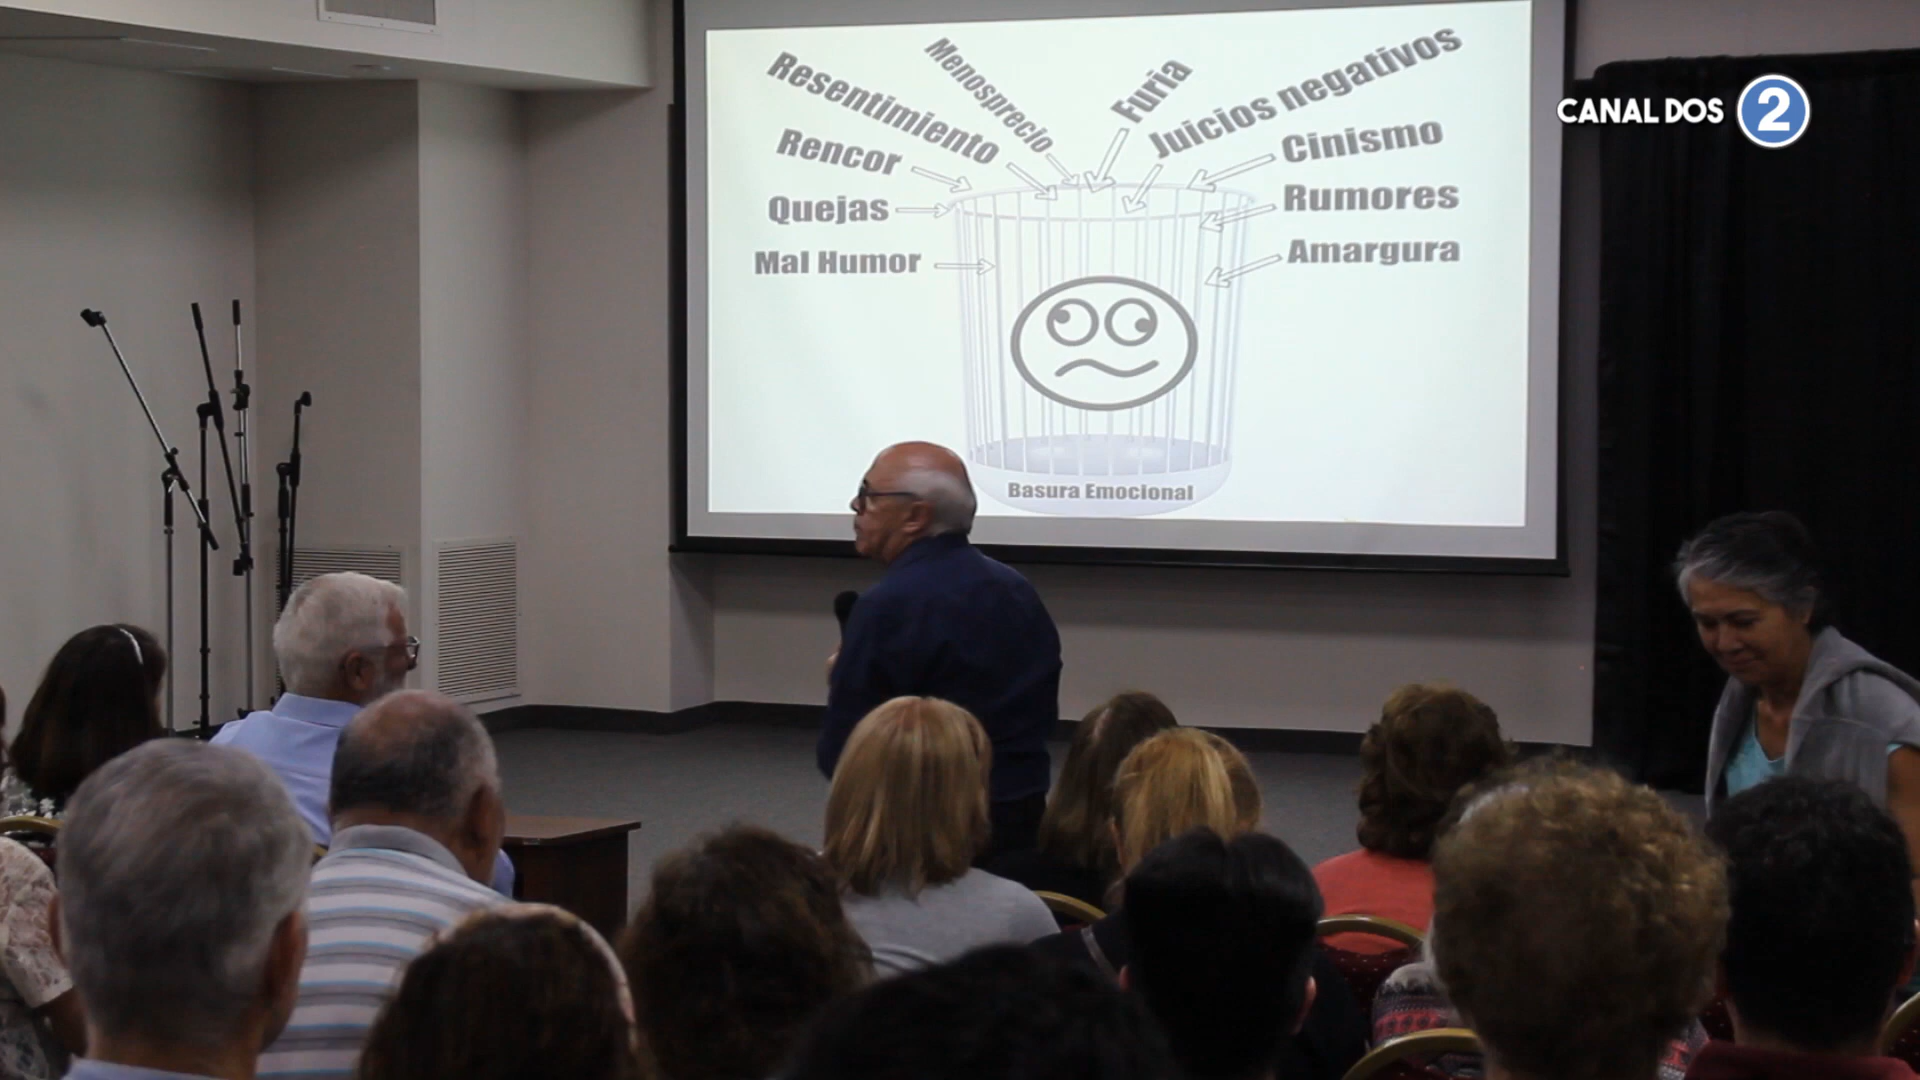 Menosprecio
Furia
Resentimiento
Juicios negativos
Rencor
Cinismo
Quejas
Rumores
Mal Humor
Amargura
Basura Emocional
CANAL DOS 2